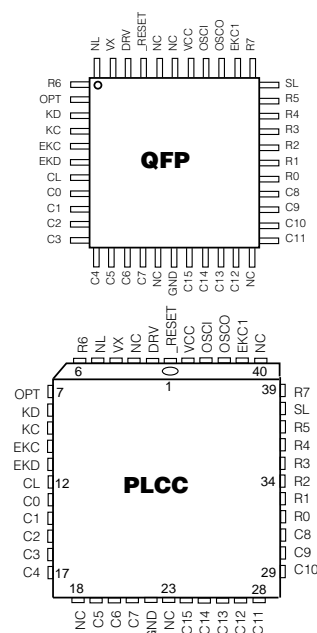 NL VX DRV _RESET NC NC VCC OSCI OSCO EKC1 R7
R6 SL
OPT R5
KD R4
KC R3
EKC R2
EKD R1
CL R0
C0 C8
C1 C9
C2 C10
C3 C11
QFP
C4 C5 C6 C7 NC GND C15 C14 C13 C12 NC
R6 NL VX NC DRV _RESET VCC OSCI OSCO EKC1 NC
6 1 40
OPT 7 39 R7
KD SL
KC R5
EKC R4
EKD R3
CL 12 34 R2
C0 R1
C1 R0
C2 C8
C3 C9
C4 17 29 C10
PLCC
18 23 28
NC C5 C6 C7 GND NC C15 C14 C13 C12 C11